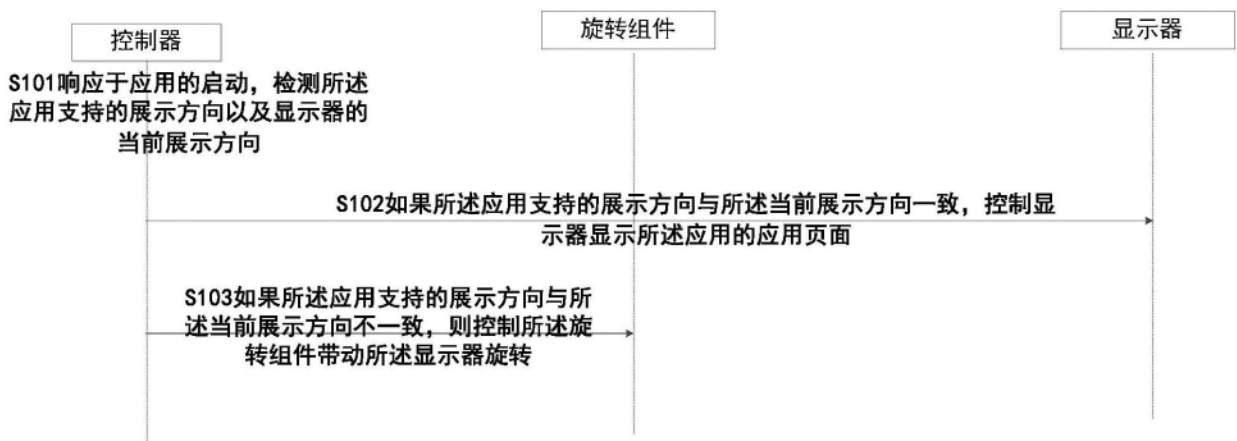 控制器
旋转组件
显示器
S101响应于应用的启动，检测所述
应用支持的展示方向以及显示器的
当前展示方向
S102如果所述应用支持的展示方向与所述当前展示方向一致，控制显
示器显示所述应用的应用页面
S103如果所述应用支持的展示方向与所
述当前展示方向不一致，则控制所述旋
转组件带动所述显示器旋转